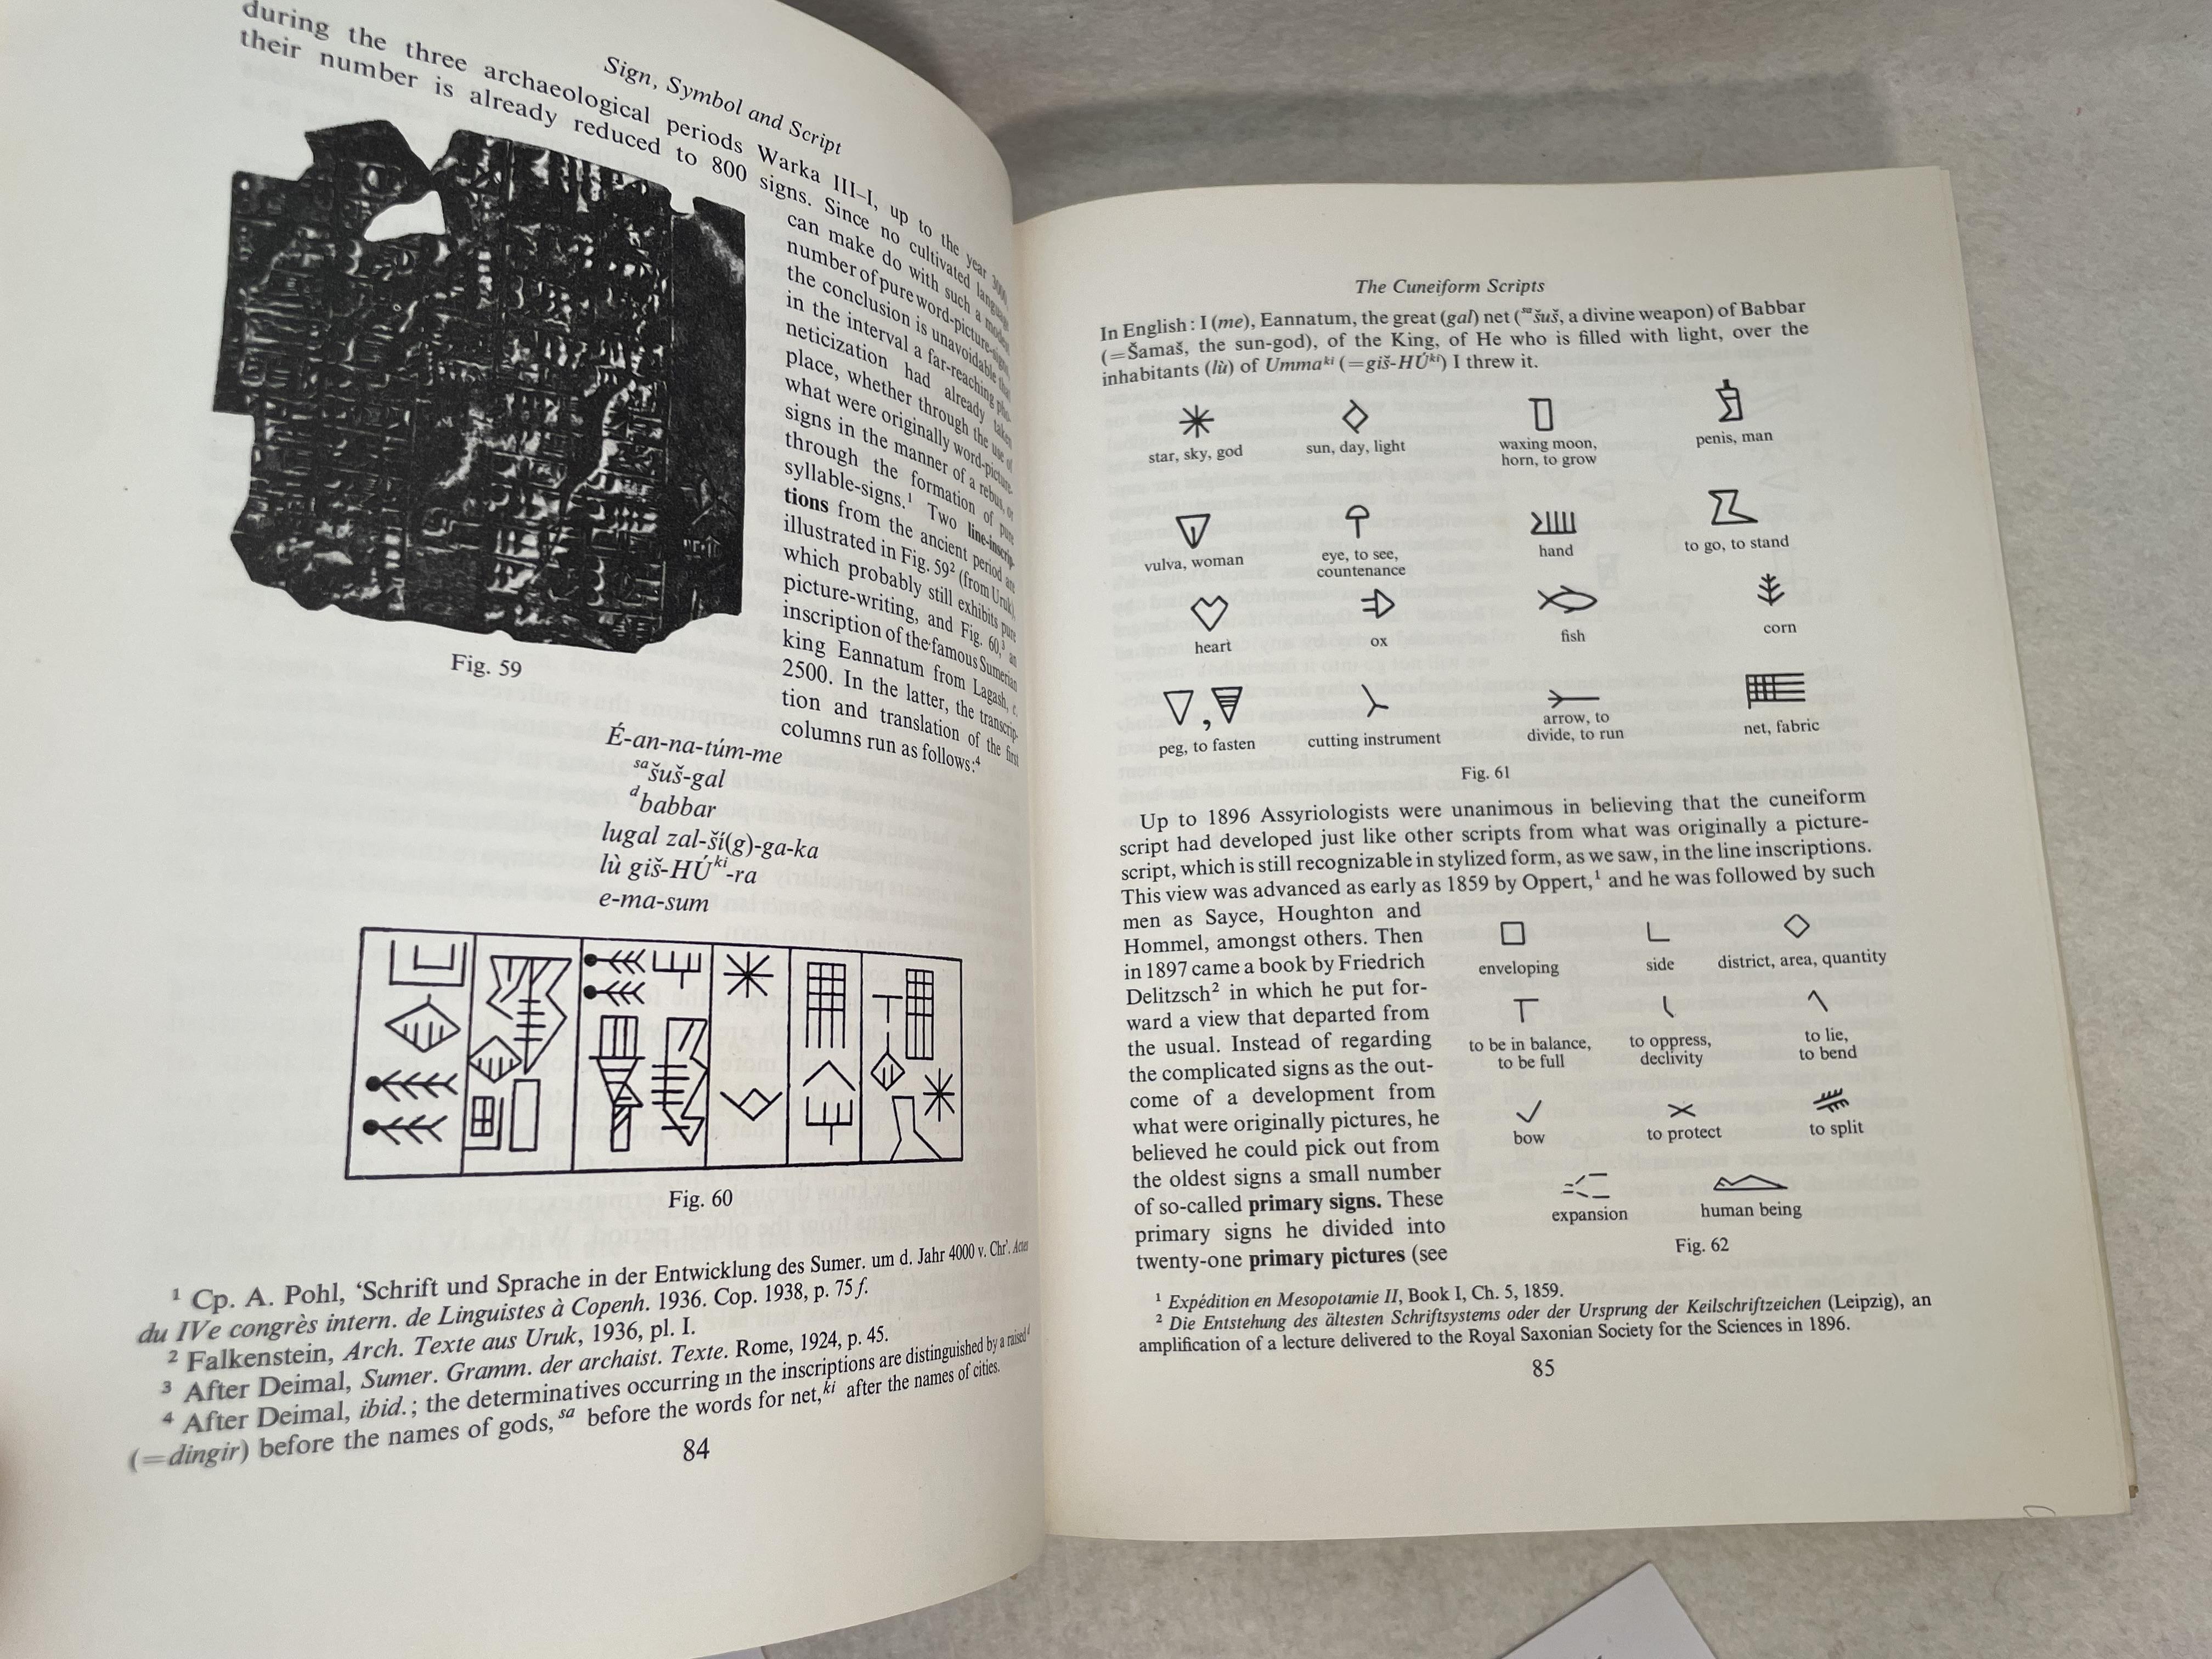 Sign, Symbol and Script
during the three archaeological periods Warka III–I, up to the year 3000,
their number is already reduced to 800 signs. Since no cultivated language
can make do with such a modest
number of pure word-picture-signs,
the conclusion is unavoidable that
in the interval a far-reaching pho-
neticization had already taken
place, whether through the use of
what were originally word-picture-
signs in the manner of a rebus, or
through the formation of pure
syllable-signs.¹ Two line-inscrip-
tions from the ancient period are
illustrated in Fig. 59² (from Uruk),
which probably still exhibits pure
picture-writing, and Fig. 60,³ an
inscription of the famous Sumerian
king Eannatum from Lagash, c.
2500. In the latter, the transcrip-
tion and translation of the first
columns run as follows:⁴
Fig. 59
É-an-na-túm-me
ˢᵃšuš-gal
ᵈbabbar
lugal zal-ší(g)-ga-ka
lù giš-HÚᵏⁱ-ra
e-ma-sum
Fig. 60
¹ Cp. A. Pohl, ‘Schrift und Sprache in der Entwicklung des Sumer. um d. Jahr 4000 v. Chr’. Actes
du IVe congrès intern. de Linguistes à Copenh. 1936. Cop. 1938, p. 75 f.
² Falkenstein, Arch. Texte aus Uruk, 1936, pl. I.
³ After Deimal, Sumer. Gramm. der archaist. Texte. Rome, 1924, p. 45.
⁴ After Deimal, ibid.; the determinatives occurring in the inscriptions are distinguished by a raised ᵈ
(=dingir) before the names of gods, ˢᵃ before the words for net, ᵏⁱ after the names of cities.
84
The Cuneiform Scripts
In English: I (me), Eannatum, the great (gal) net (ˢᵃšuš, a divine weapon) of Babbar
(=Šamaš, the sun-god), of the King, of He who is filled with light, over the
inhabitants (lù) of Ummaᵏⁱ (=giš-HÚᵏⁱ) I threw it.
star, sky, god
sun, day, light
waxing moon,
horn, to grow
penis, man
vulva, woman
eye, to see,
countenance
hand
to go, to stand
heart
ox
fish
corn
peg, to fasten
cutting instrument
arrow, to
divide, to run
net, fabric
Fig. 61
Up to 1896 Assyriologists were unanimous in believing that the cuneiform
script had developed just like other scripts from what was originally a picture-
script, which is still recognizable in stylized form, as we saw, in the line inscriptions.
This view was advanced as early as 1859 by Oppert,¹ and he was followed by such
men as Sayce, Houghton and
Hommel, amongst others. Then
in 1897 came a book by Friedrich
Delitzsch² in which he put for-
ward a view that departed from
the usual. Instead of regarding
the complicated signs as the out-
come of a development from
what were originally pictures, he
believed he could pick out from
the oldest signs a small number
of so-called primary signs. These
primary signs he divided into
twenty-one primary pictures (see
enveloping
side
district, area, quantity
to be in balance,
to be full
to oppress,
declivity
to lie,
to bend
bow
to protect
to split
expansion
human being
Fig. 62
¹ Expédition en Mesopotamie II, Book I, Ch. 5, 1859.
² Die Entstehung des ältesten Schriftsystems oder der Ursprung der Keilschriftzeichen (Leipzig), an
amplification of a lecture delivered to the Royal Saxonian Society for the Sciences in 1896.
85